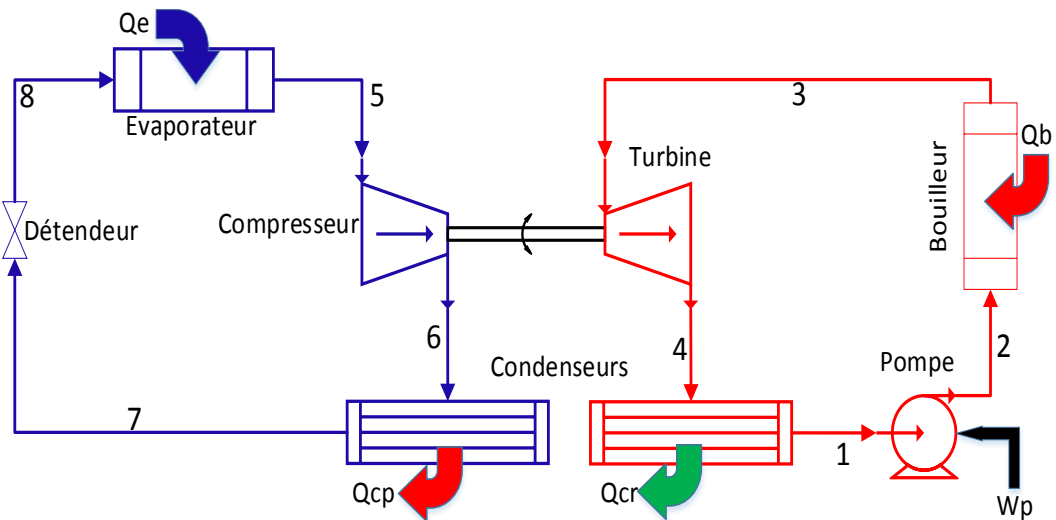 Qe
8
Evaporateur
5
3
Turbine
Qb
Bouilleur
Compresseur
Détendeur
6
4
Condenseurs
Pompe
2
7
1
Qcp
Qcr
Wp